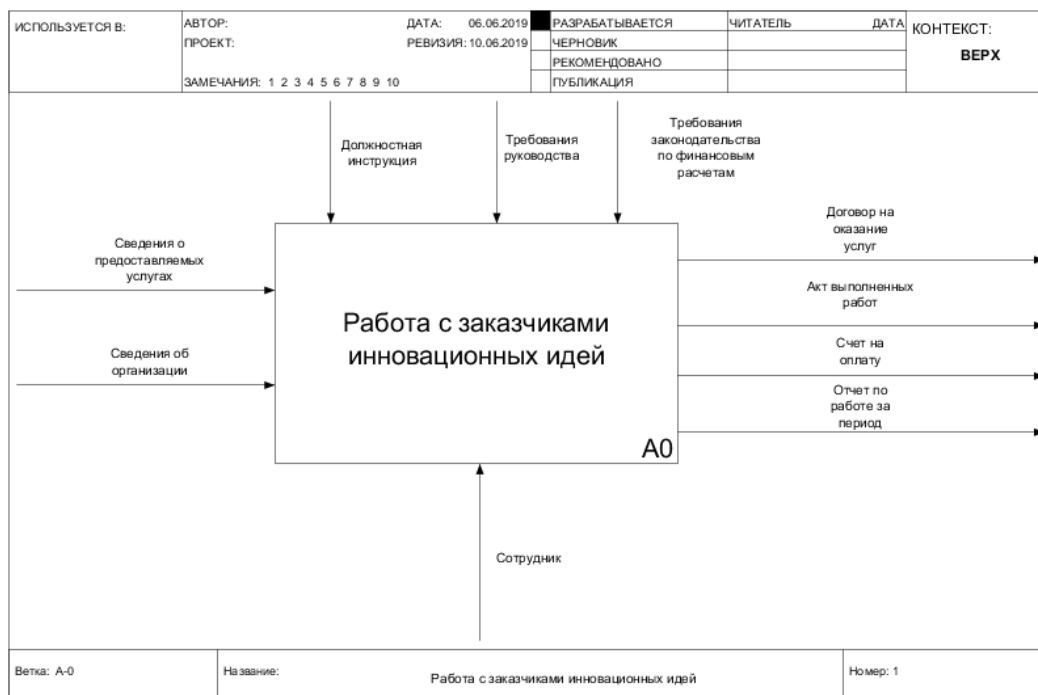 ИСПОЛЬЗУЕТСЯ В:
АВТОР:
ДАТА: 06.06.2019
РАЗРАБАТЫВАЕТСЯ
ЧИТАТЕЛЬ
ДАТА
КОНТЕКСТ:
ПРОЕКТ:
РЕВИЗИЯ: 10.06.2019
ЧЕРНОВИК
ВЕРХ
РЕКОМЕНДОВАНО
ЗАМЕЧАНИЯ: 1 2 3 4 5 6 7 8 9 10
ПУБЛИКАЦИЯ
Должностная
инструкция
Требования
руководства
Требования
законодательства
по финансовым
расчетам
Сведения о
предоставляемых
услугах
Сведения об
организации
Работа с заказчиками
инновационных идей
A0
Договор на
оказание
услуг
Акт выполненных
работ
Счет на
оплату
Отчет по
работе за
период
Сотрудник
Ветка: А-0
Название:
Работа с заказчиками инновационных идей
Номер: 1